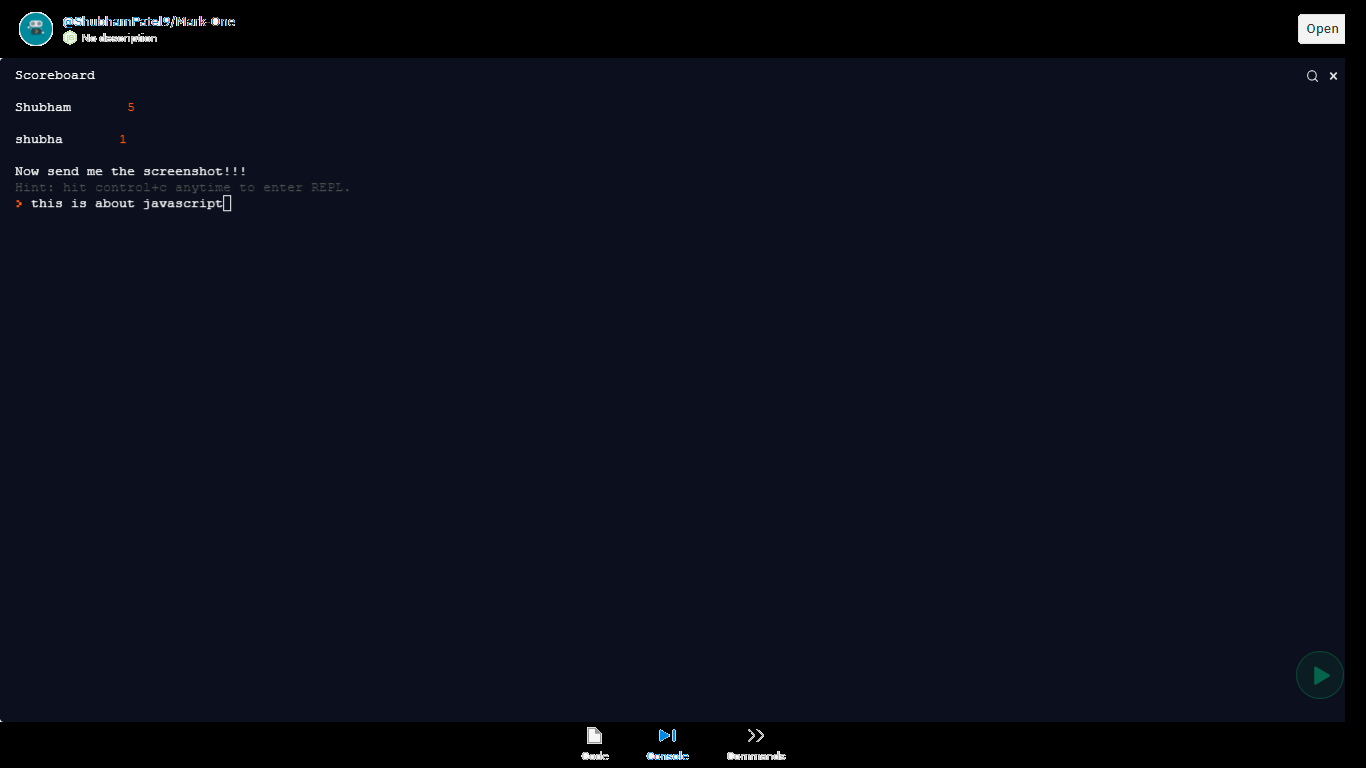 @ShubhamPatel9/Mark-One
No description
Open
Scoreboard
Shubham 5
shubha 1
Now send me the screenshot!!!
Hint: hit control+c anytime to enter REPL.
> this is about javascript
Code
Console
Commands